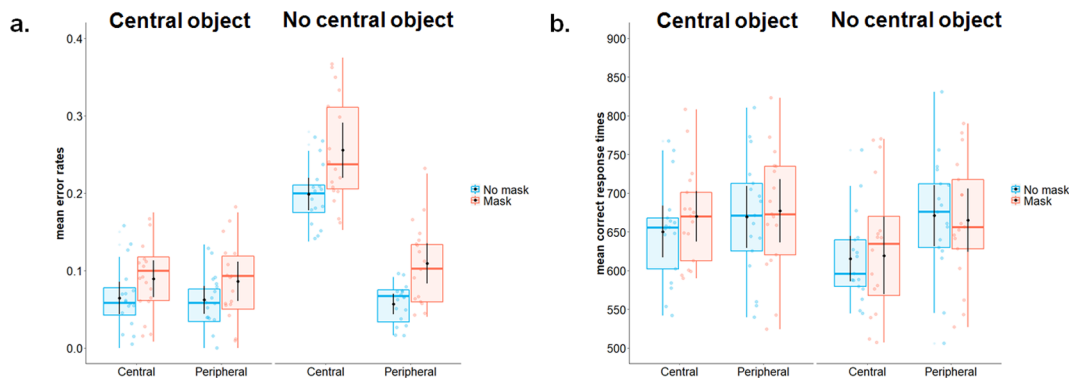 a.
Central object
No central object
mean error rates
0.4
0.3
0.2
0.1
0.0
Central
Peripheral
Central
Peripheral
No mask
Mask
b.
Central object
No central object
mean correct response times
900
850
800
750
700
650
600
550
500
Central
Peripheral
Central
Peripheral
No mask
Mask